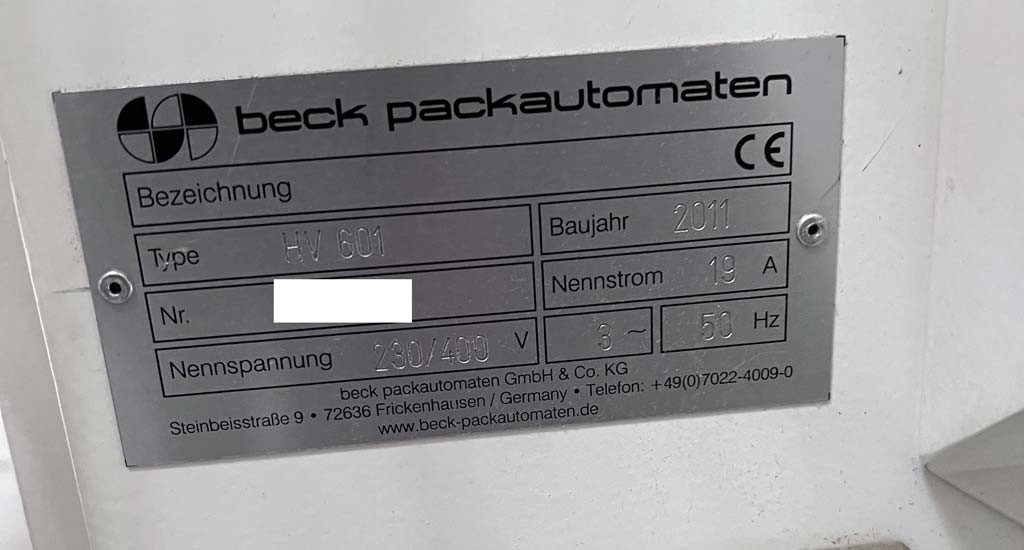 beck packautomaten
CE
Bezeichnung
Type HV 601
Baujahr 2011
Nr.
Nennstrom 19 A
Nennspannung 230/400 V
3 ~
50 Hz
beck packautomaten GmbH & Co. KG
Steinbeisstraße 9 • 72636 Frickenhausen / Germany • Telefon: +49(0)7022-4009-0
www.beck-packautomaten.de